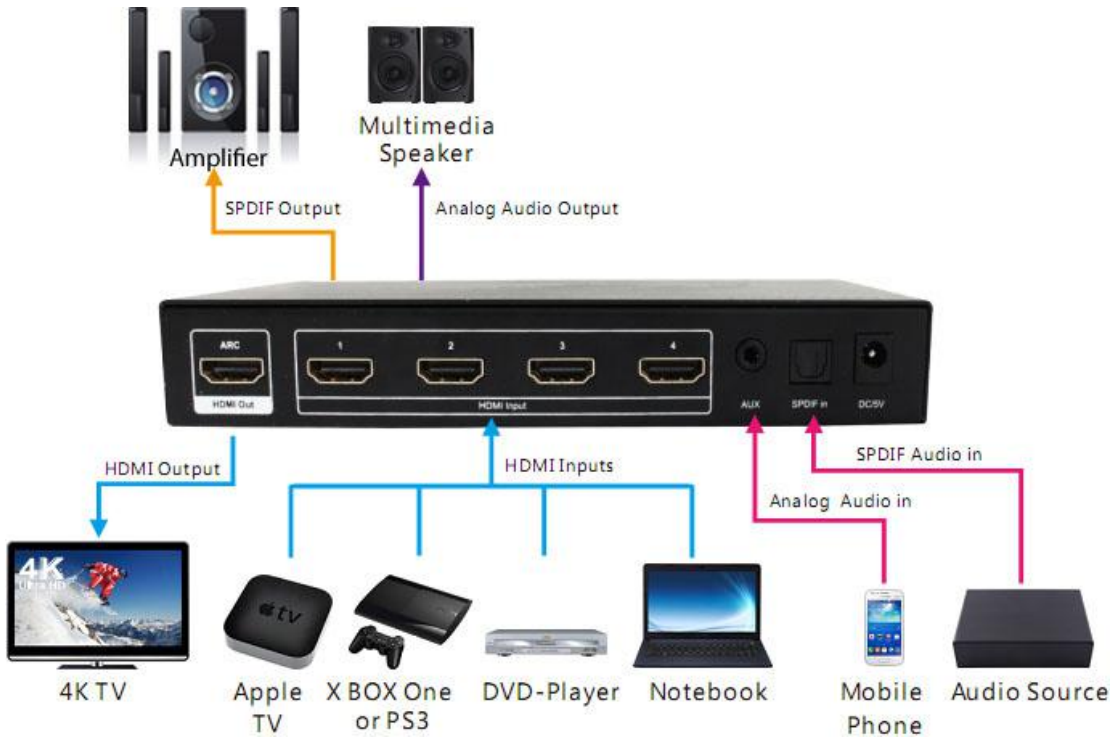 Amplifier
Multimedia
Speaker
SPDIF Output
Analog Audio Output
ARC
1
2
3
4
HDMI Out
HDMI Input
AUX
SPDIF in
DC/5V
HDMI Output
HDMI Inputs
SPDIF Audio in
Analog Audio in
4K
Ultra HD
tv
4K TV
Apple
TV
X BOX One
or PS3
DVD-Player
Notebook
Mobile
Phone
Audio Source